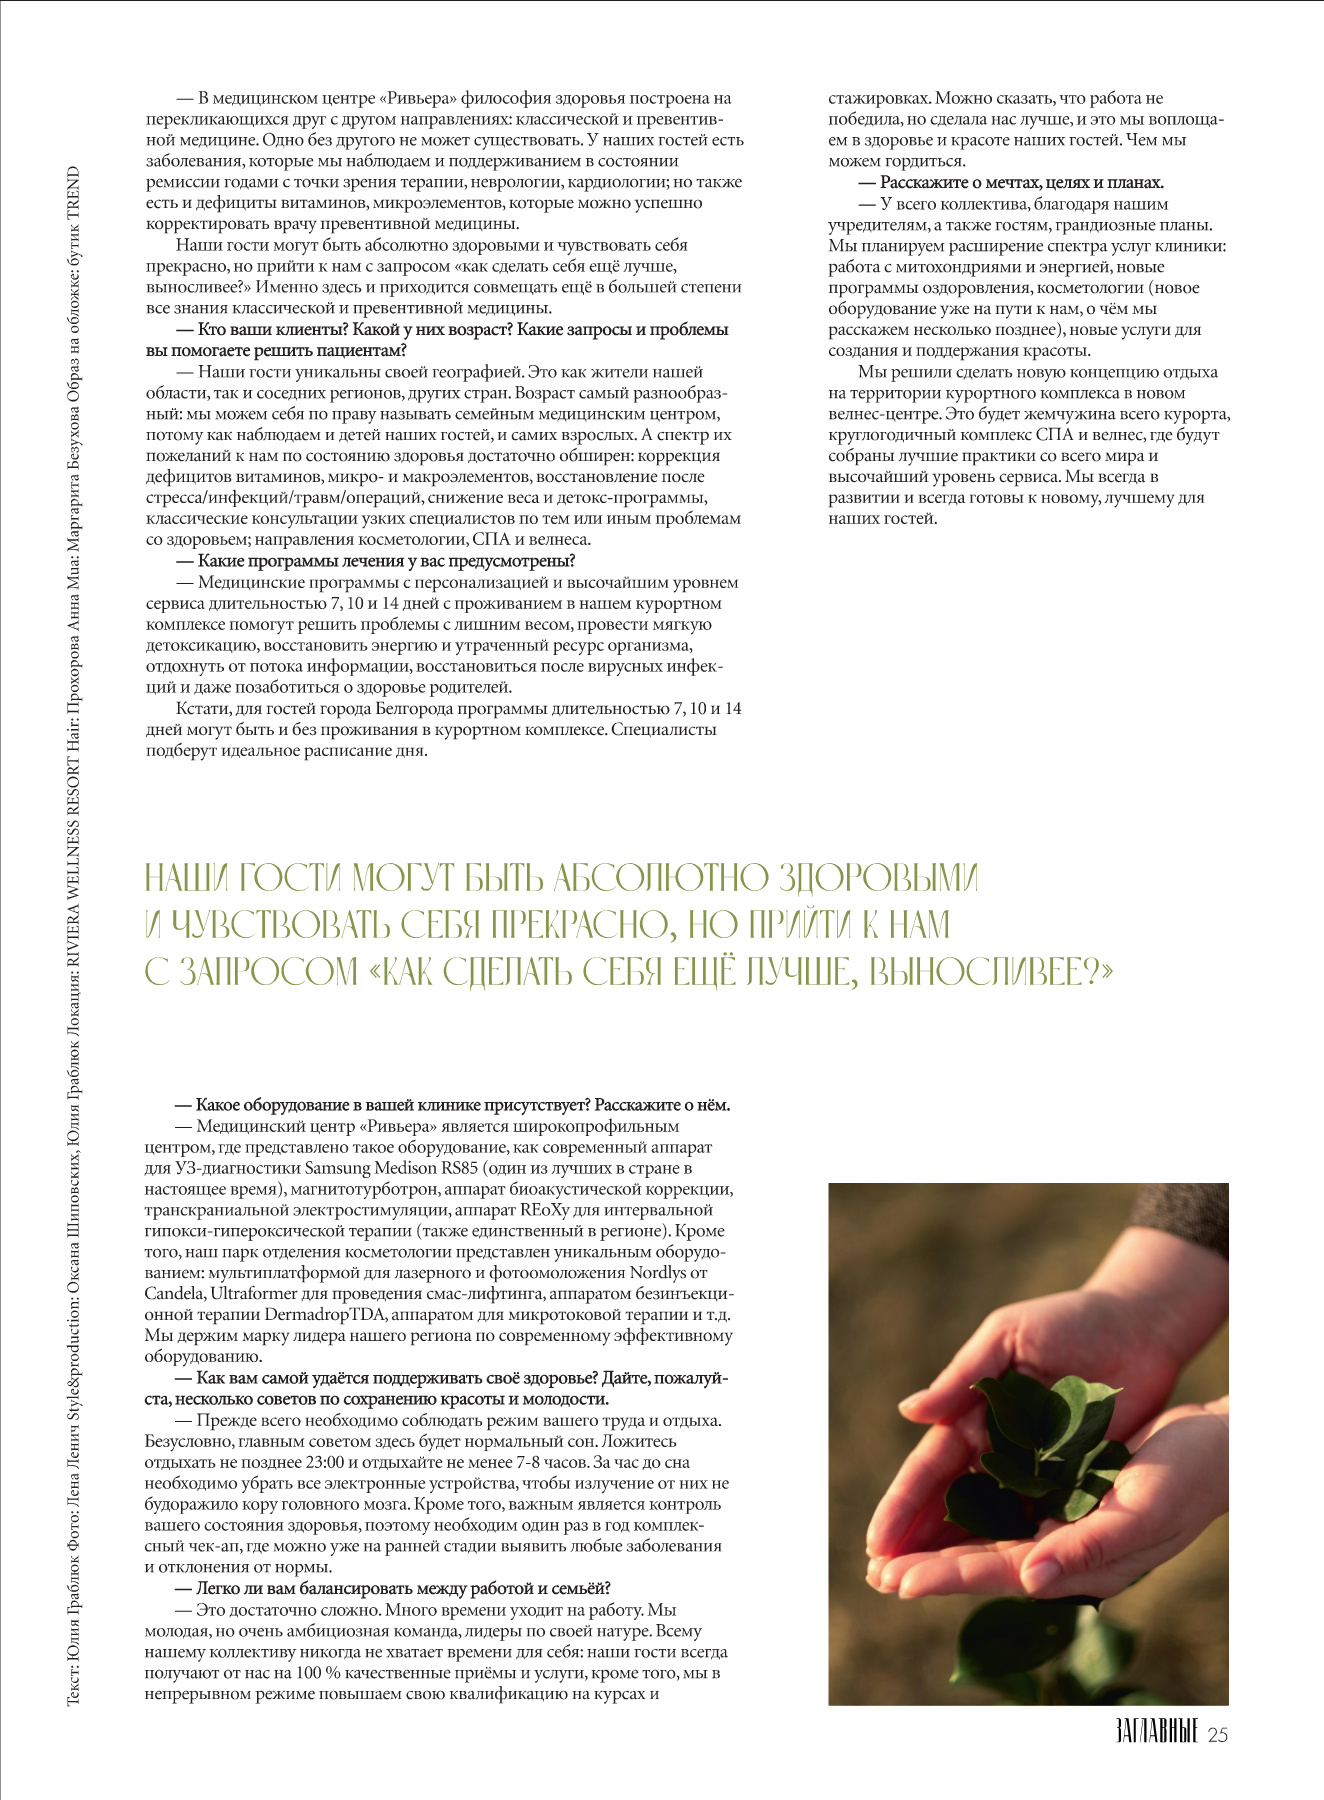 — В медицинском центре «Ривьера» философия здоровья построена на
перекликающихся друг с другом направлениях: классической и превентив-
ной медицине. Одно без другого не может существовать. У наших гостей есть
заболевания, которые мы наблюдаем и поддерживанием в состоянии
ремиссии годами с точки зрения терапии, неврологии, кардиологии; но также
есть и дефициты витаминов, микроэлементов, которые можно успешно
корректировать врачу превентивной медицины.
Наши гости могут быть абсолютно здоровыми и чувствовать себя
прекрасно, но прийти к нам с запросом «как сделать себя ещё лучше,
выносливее?» Именно здесь и приходится совмещать ещё в большей степени
все знания классической и превентивной медицины.
— Кто ваши клиенты? Какой у них возраст? Какие запросы и проблемы
вы помогаете решить пациентам?
— Наши гости уникальны своей географией. Это как жители нашей
области, так и соседних регионов, других стран. Возраст самый разнообраз-
ный: мы можем себя по праву называть семейным медицинским центром,
потому как наблюдаем и детей наших гостей, и самих взрослых. А спектр их
пожеланий к нам по состоянию здоровья достаточно обширен: коррекция
дефицитов витаминов, микро- и макроэлементов, восстановление после
стресса/инфекций/травм/операций, снижение веса и детокс-программы,
классические консультации узких специалистов по тем или иным проблемам
со здоровьем; направления косметологии, СПА и велнеса.
— Какие программы лечения у вас предусмотрены?
— Медицинские программы с персонализацией и высочайшим уровнем
сервиса длительностью 7, 10 и 14 дней с проживанием в нашем курортном
комплексе помогут решить проблемы с лишним весом, провести мягкую
детоксикацию, восстановить энергию и утраченный ресурс организма,
отдохнуть от потока информации, восстановиться после вирусных инфек-
ций и даже позаботиться о здоровье родителей.
Кстати, для гостей города Белгорода программы длительностью 7, 10 и 14
дней могут быть и без проживания в курортном комплексе. Специалисты
подберут идеальное расписание дня.
НАШИ ГОСТИ МОГУТ БЫТЬ АБСОЛЮТНО ЗДОРОВЫМИ
И ЧУВСТВОВАТЬ СЕБЯ ПРЕКРАСНО, НО ПРИЙТИ К НАМ
С ЗАПРОСОМ «КАК СДЕЛАТЬ СЕБЯ ЕЩЁ ЛУЧШЕ, ВЫНОСЛИВЕЕ?»
— Какое оборудование в вашей клинике присутствует? Расскажите о нём.
— Медицинский центр «Ривьера» является широкопрофильным
центром, где представлено такое оборудование, как современный аппарат
для УЗ-диагностики Samsung Medison RS85 (один из лучших в стране в
настоящее время), магнитотурботрон, аппарат биоакустической коррекции,
транскраниальной электростимуляции, аппарат REoXy для интервальной
гипокси-гипероксической терапии (также единственный в регионе). Кроме
того, наш парк отделения косметологии представлен уникальным оборудо-
ванием: мультиплатформой для лазерного и фотоомоложения Nordlys от
Candela, Ultraformer для проведения смас-лифтинга, аппаратом безинъекци-
онной терапии DermadropTDA, аппаратом для микротоковой терапии и т.д.
Мы держим марку лидера нашего региона по современному эффективному
оборудованию.
— Как вам самой удаётся поддерживать своё здоровье? Дайте, пожалуй-
ста, несколько советов по сохранению красоты и молодости.
— Прежде всего необходимо соблюдать режим вашего труда и отдыха.
Безусловно, главным советом здесь будет нормальный сон. Ложитесь
отдыхать не позднее 23:00 и отдыхайте не менее 7-8 часов. За час до сна
необходимо убрать все электронные устройства, чтобы излучение от них не
будоражило кору головного мозга. Кроме того, важным является контроль
вашего состояния здоровья, поэтому необходим один раз в год комплек-
сный чек-ап, где можно уже на ранней стадии выявить любые заболевания
и отклонения от нормы.
— Легко ли вам балансировать между работой и семьёй?
— Это достаточно сложно. Много времени уходит на работу. Мы
молодая, но очень амбициозная команда, лидеры по своей натуре. Всему
нашему коллективу никогда не хватает времени для себя: наши гости всегда
получают от нас на 100 % качественные приёмы и услуги, кроме того, мы в
непрерывном режиме повышаем свою квалификацию на курсах и
стажировках. Можно сказать, что работа не
победила, но сделала нас лучше, и это мы воплоща-
ем в здоровье и красоте наших гостей. Чем мы
можем гордиться.
— Расскажите о мечтах, целях и планах.
— У всего коллектива, благодаря нашим
учредителям, а также гостям, грандиозные планы.
Мы планируем расширение спектра услуг клиники:
работа с митохондриями и энергией, новые
программы оздоровления, косметологии (новое
оборудование уже на пути к нам, о чём мы
расскажем несколько позднее), новые услуги для
создания и поддержания красоты.
Мы решили сделать новую концепцию отдыха
на территории курортного комплекса в новом
велнес-центре. Это будет жемчужина всего курорта,
круглогодичный комплекс СПА и велнес, где будут
собраны лучшие практики со всего мира и
высочайший уровень сервиса. Мы всегда в
развитии и всегда готовы к новому, лучшему для
наших гостей.
Текст: Юлия Граблюк Фото: Лена Ленич Style&production: Оксана Шиповских, Юлия Граблюк Локация: RIVIERA WELLNESS RESORT Hair: Прохорова Анна Mua: Маргарита Безухова Образ на обложке: бутик TREND
ЗАГЛАВНЫЕ 25